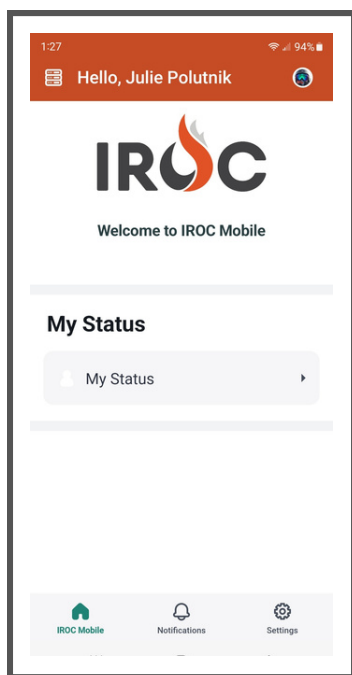 1:27 94%
Hello, Julie Polutnik
IROC
Welcome to IROC Mobile
My Status
My Status
IROC Mobile Notifications Settings